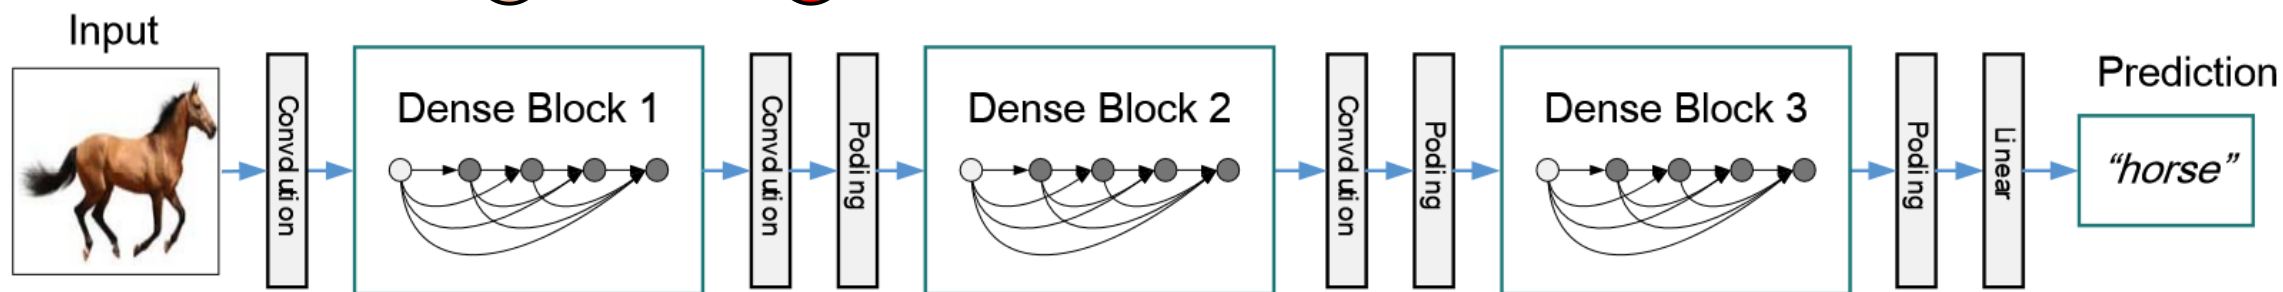 Input
Convolution
Dense Block 1
Convolution
Pooling
Dense Block 2
Convolution
Pooling
Dense Block 3
Pooling
Linear
Prediction
“horse”